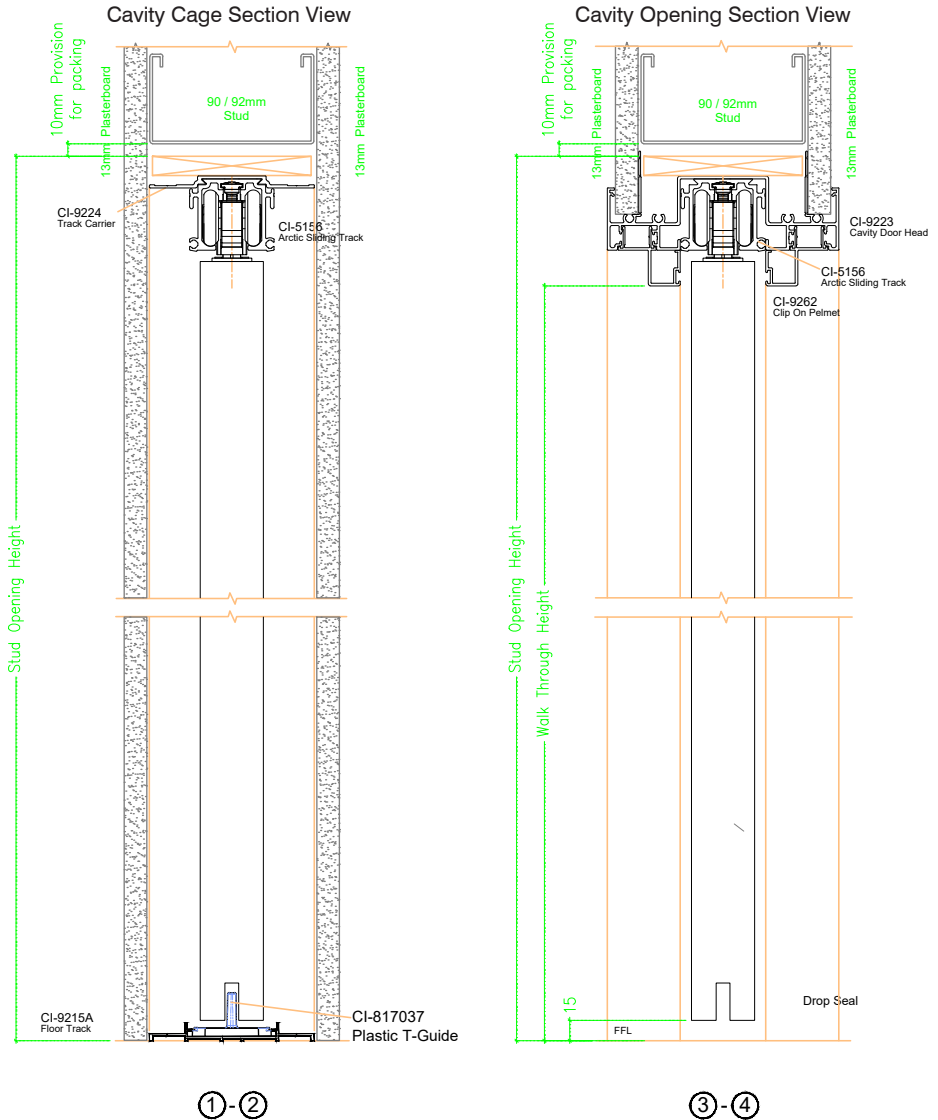 Cavity Cage Section View
10mm Provision
for packing
13mm Plasterboard
90 / 92mm
Stud
13mm Plasterboard
CI-9224
Track Carrier
CI-5156
Arctic Sliding Track
Stud Opening Height
CI-9215A
Floor Track
CI-817037
Plastic T-Guide
1 - 2
Cavity Opening Section View
10mm Provision
for packing
13mm Plasterboard
90 / 92mm
Stud
13mm Plasterboard
CI-9223
Cavity Door Head
CI-5156
Arctic Sliding Track
CI-9262
Clip On Pelmet
Stud Opening Height
Walk Through Height
15
FFL
Drop Seal
3 - 4